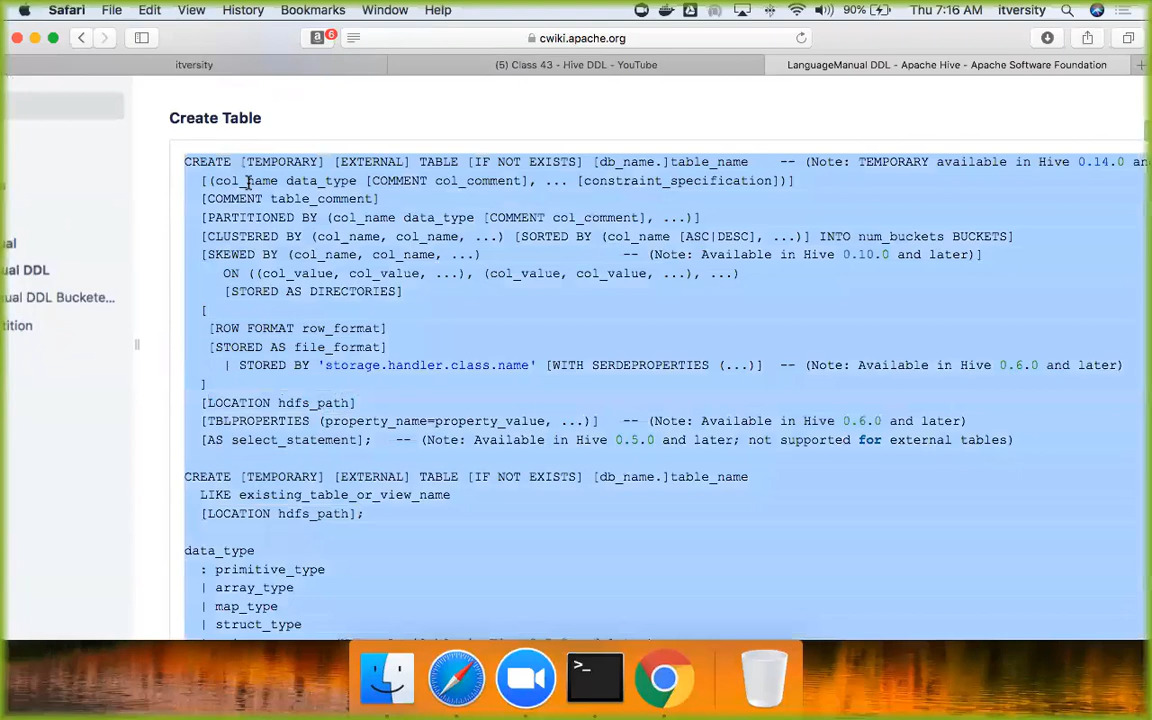 Safari File Edit View History Bookmarks Window Help 90% Thu 7:16 AM itversity
6 cwiki.apache.org
itversity (5) Class 43 - Hive DDL - YouTube LanguageManual DDL - Apache Hive - Apache Software Foundation
Create Table
CREATE [TEMPORARY] [EXTERNAL] TABLE [IF NOT EXISTS] [db_name.]table_name -- (Note: TEMPORARY available in Hive 0.14.0 an
[(col_name data_type [COMMENT col_comment], ... [constraint_specification])]
[COMMENT table_comment]
[PARTITIONED BY (col_name data_type [COMMENT col_comment], ...)]
[CLUSTERED BY (col_name, col_name, ...) [SORTED BY (col_name [ASC|DESC], ...)] INTO num_buckets BUCKETS]
ual
[SKEWED BY (col_name, col_name, ...) -- (Note: Available in Hive 0.10.0 and later)]
ual DDL
ON ((col_value, col_value, ...), (col_value, col_value, ...), ...)
[STORED AS DIRECTORIES]
ual DDL Buckete...
[
ition
[ROW FORMAT row_format]
[STORED AS file_format]
| STORED BY 'storage.handler.class.name' [WITH SERDEPROPERTIES (...)] -- (Note: Available in Hive 0.6.0 and later)
]
[LOCATION hdfs_path]
[TBLPROPERTIES (property_name=property_value, ...)] -- (Note: Available in Hive 0.6.0 and later)
[AS select_statement]; -- (Note: Available in Hive 0.5.0 and later; not supported for external tables)
CREATE [TEMPORARY] [EXTERNAL] TABLE [IF NOT EXISTS] [db_name.]table_name
LIKE existing_table_or_view_name
[LOCATION hdfs_path];
data_type
: primitive_type
| array_type
| map_type
| struct_type